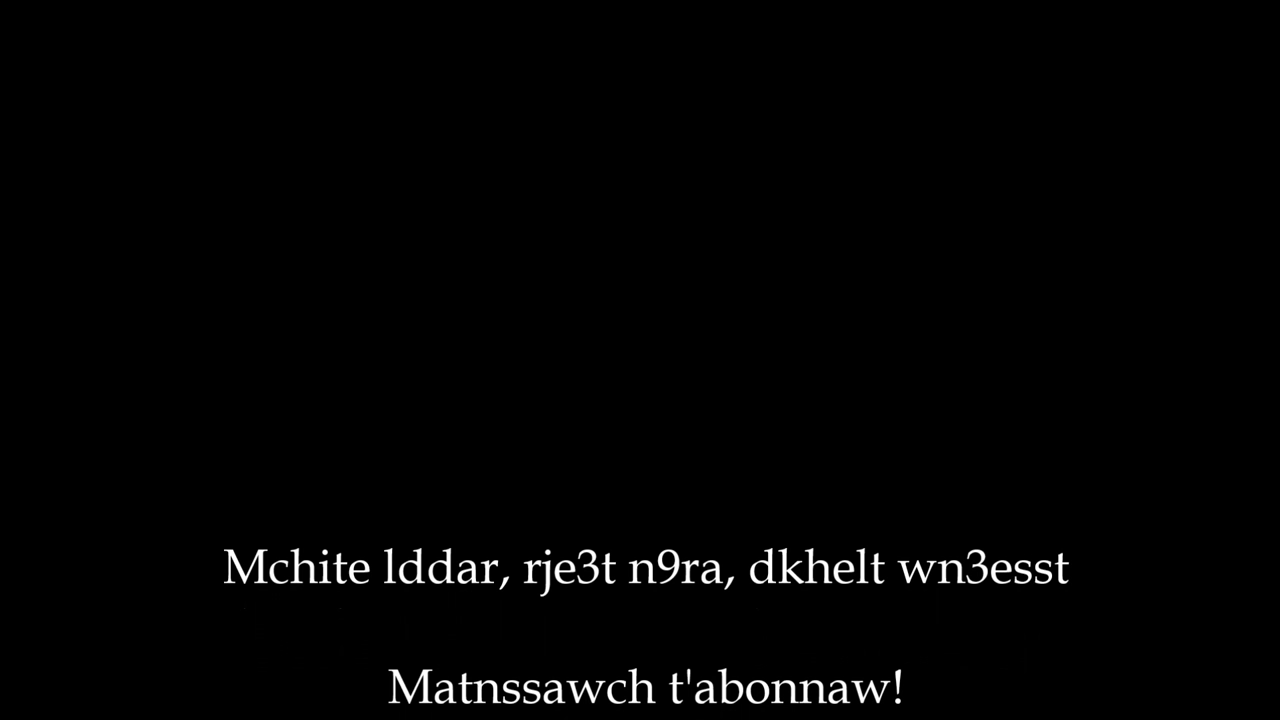 Mchite lddar, rje3t n9ra, dkhelt wn3esst
Matnssawch t'abonnaw!